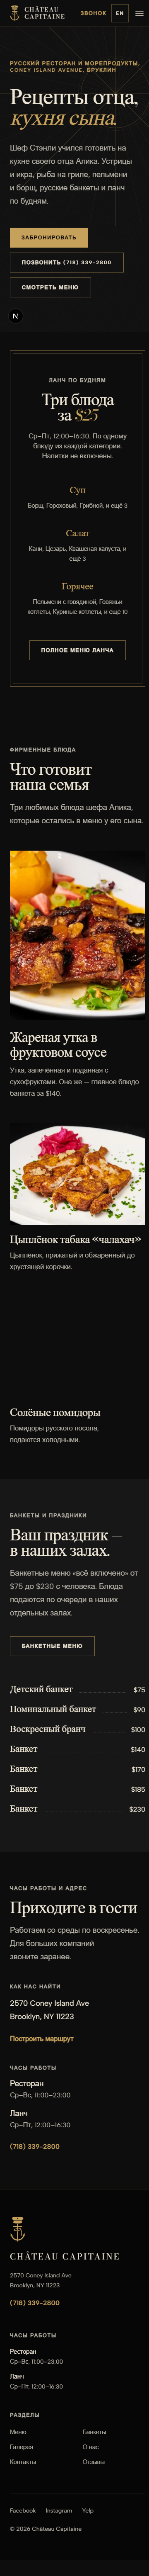 CHÂTEAU
CAPITAINE
ЗВОНОК
EN
РУССКИЙ РЕСТОРАН И МОРЕПРОДУКТЫ,
CONEY ISLAND AVENUE, БРУКЛИН
Рецепты отца,
кухня сына.
Шеф Стэнли учился готовить на
кухне своего отца Алика. Устрицы
и икра, рыба на гриле, пельмени
и борщ, русские банкеты и ланч
по будням.
ЗАБРОНИРОВАТЬ
ПОЗВОНИТЬ (718) 339-2800
СМОТРЕТЬ МЕНЮ
N
ЛАНЧ ПО БУДНЯМ
Три блюда
за $25
Ср–Пт, 12:00–16:30. По одному
блюду из каждой категории.
Напитки не включены.
Суп
Борщ, Гороховый, Грибной, и ещё 3
Салат
Кани, Цезарь, Квашеная капуста, и
ещё 3
Горячее
Пельмени с говядиной, Говяжьи
котлеты, Куриные котлеты, и ещё 10
ПОЛНОЕ МЕНЮ ЛАНЧА
ФИРМЕННЫЕ БЛЮДА
Что готовит
наша семья
Три любимых блюда шефа Алика,
которые остались в меню у его сына.
Жареная утка в
фруктовом соусе
Утка, запечённая и поданная с
сухофруктами. Она же — главное блюдо
банкета за $140.
Цыплёнок табака «чалахач»
Цыплёнок, прижатый и обжаренный до
хрустящей корочки.
Солёные помидоры
Помидоры русского посола,
подаются холодными.
БАНКЕТЫ И ПРАЗДНИКИ
Ваш праздник —
в наших залах.
Банкетные меню «всё включено» от
$75 до $230 с человека. Блюда
подаются по очереди в наших
отдельных залах.
БАНКЕТНЫЕ МЕНЮ
Детский банкет $75
Поминальный банкет $90
Воскресный бранч $100
Банкет $140
Банкет $170
Банкет $185
Банкет $230
ЧАСЫ РАБОТЫ И АДРЕС
Приходите в гости
Работаем со среды по воскресенье.
Для больших компаний
звоните заранее.
КАК НАС НАЙТИ
2570 Coney Island Ave
Brooklyn, NY 11223
Построить маршрут
ЧАСЫ РАБОТЫ
Ресторан
Ср–Вс, 11:00–23:00
Ланч
Ср–Пт, 12:00–16:30
(718) 339-2800
CHÂTEAU CAPITAINE
2570 Coney Island Ave
Brooklyn, NY 11223
(718) 339-2800
ЧАСЫ РАБОТЫ
Ресторан
Ср–Вс, 11:00–23:00
Ланч
Ср–Пт, 12:00–16:30
РАЗДЕЛЫ
Меню Банкеты
Галерея О нас
Контакты Отзывы
Facebook Instagram Yelp
© 2026 Château Capitaine